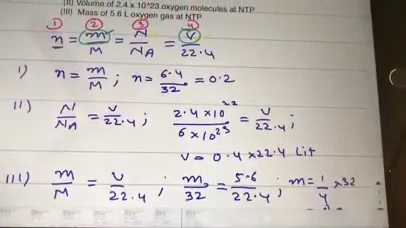 (II) Volume of 2.4 x 10^23 oxygen molecules at NTP
(III) Mass of 5.6 L oxygen gas at NTP
① ② ③ ④
n = m/M = N/NA = V/22.4
i) n = m/M ; n = 6.4/32 = 0.2
ii) N/NA = V/22.4 ; 2.4 x 10^23/6 x 10^23 = V/22.4 ;
V = 0.4 x 22.4 Lit
iii) m/M = V/22.4 ; m/32 = 5.6/22.4 ; m = 1/4 x 32